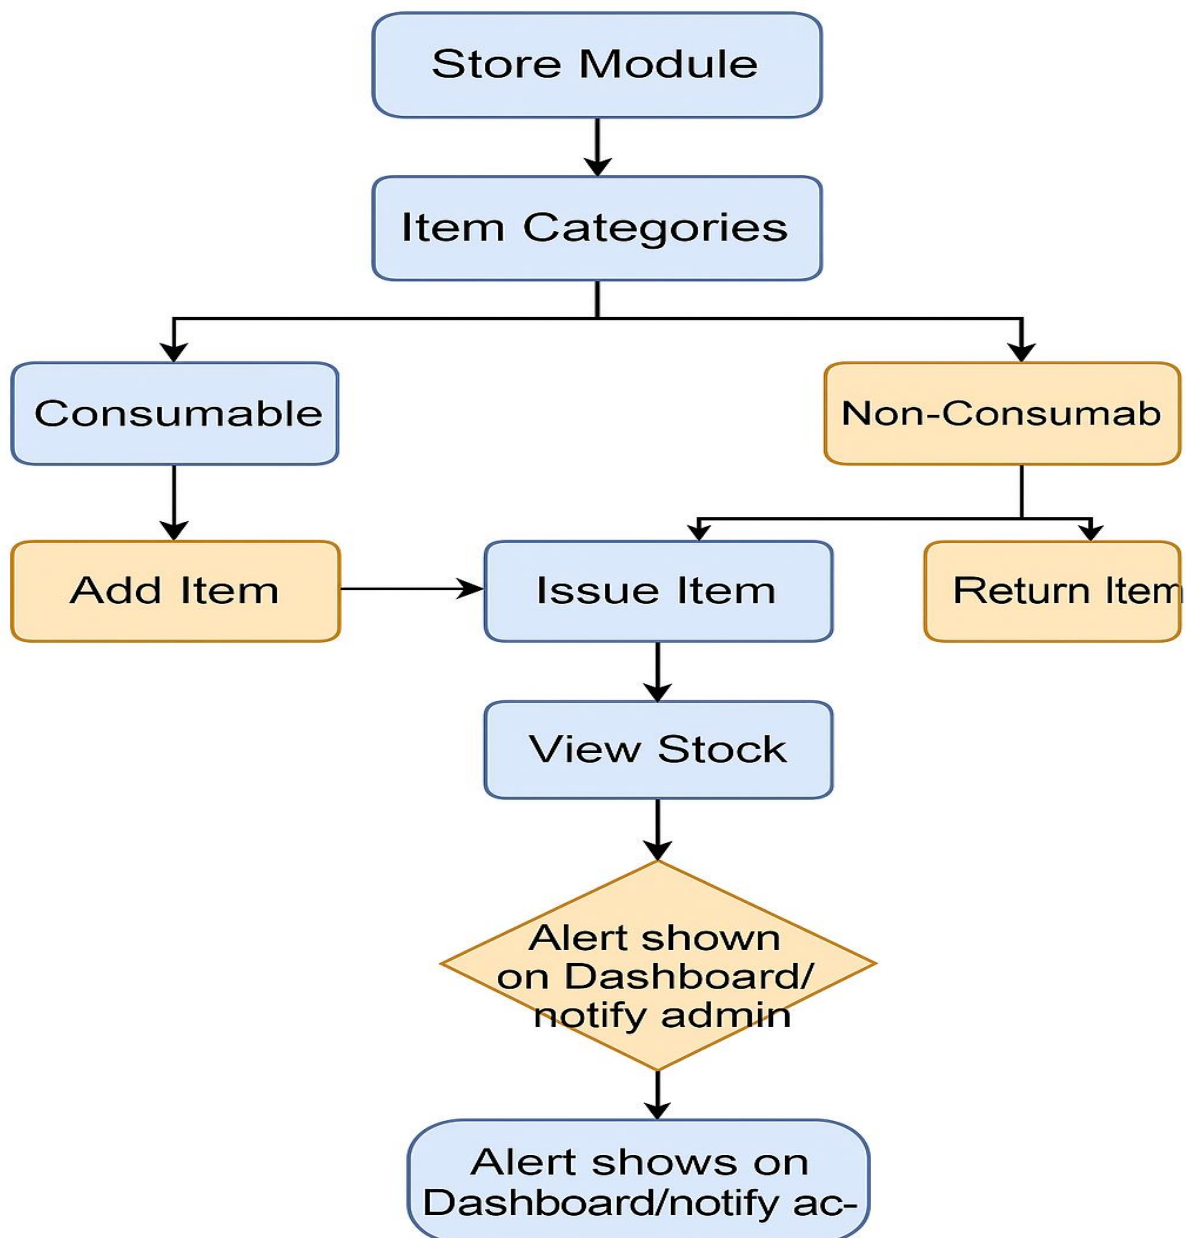 Store Module
Item Categories
Consumable
Non-Consumab
Add Item
Issue Item
Return Item
View Stock
Alert shown
on Dashboard/
notify admin
Alert shows on
Dashboard/notify ac-